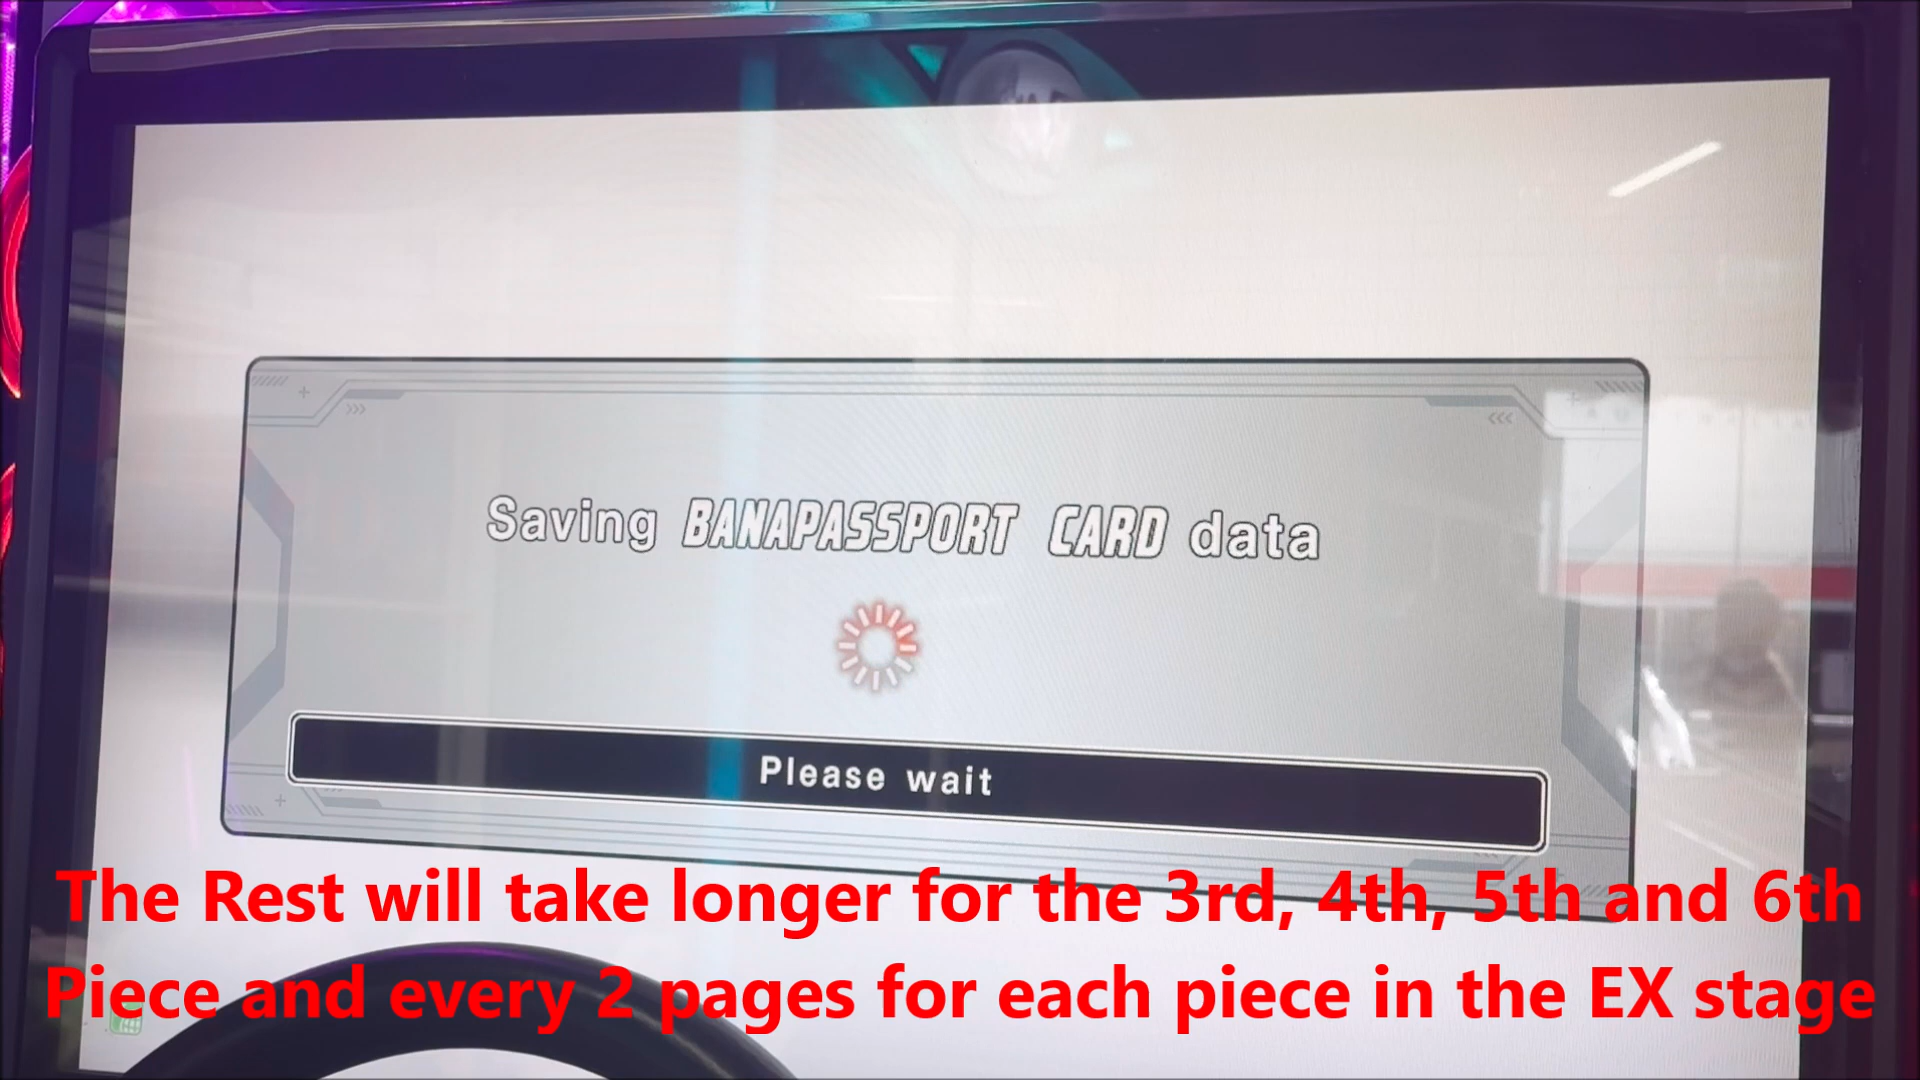 Saving BANAPASSPORT CARD data
Please wait
The Rest will take longer for the 3rd, 4th, 5th and 6th
Piece and every 2 pages for each piece in the EX stage